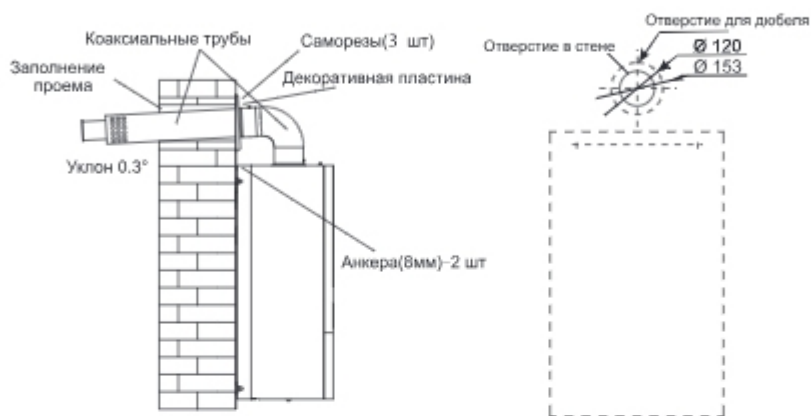 Коаксиальные трубы
Саморезы(3 шт)
Заполнение
проема
Декоративная пластина
Уклон 0.3°
Анкера(8мм)-2 шт
Отверстие для дюбеля
Отверстие в стене
Ø 120
Ø 153